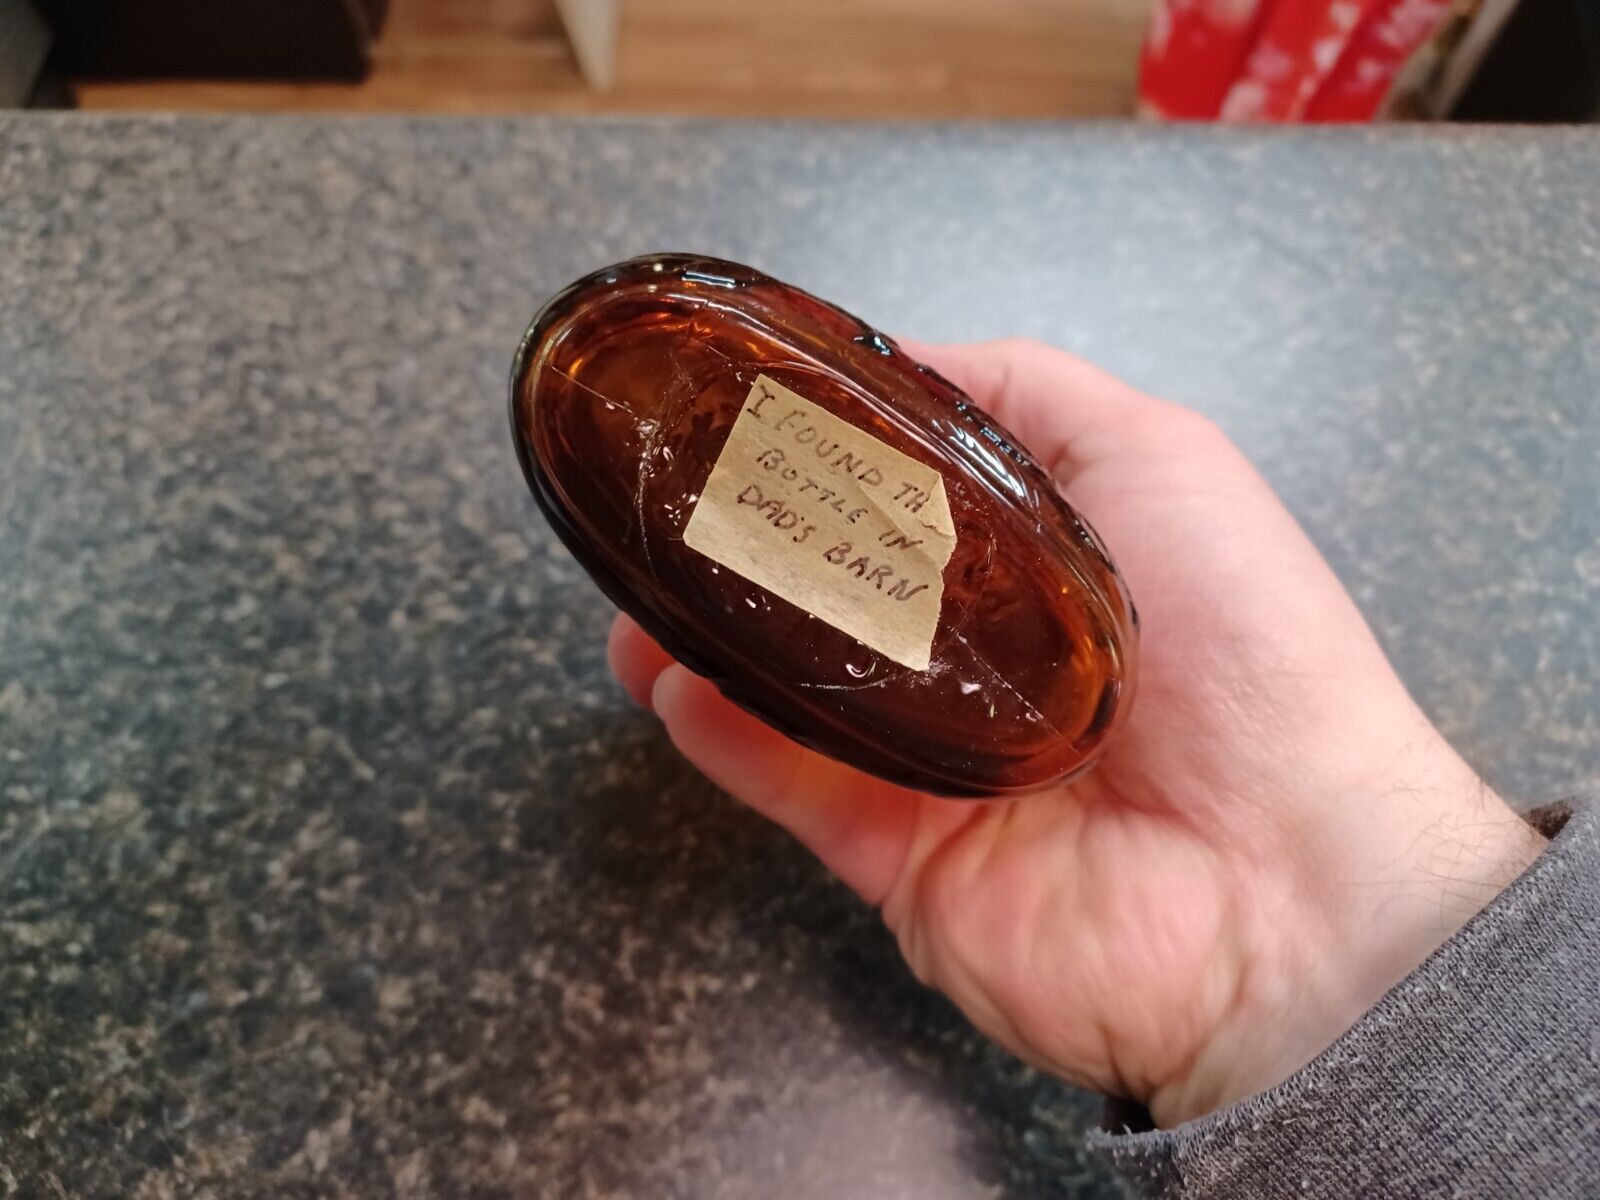 I FOUND TH
BOTTLE IN
DAD'S BARN